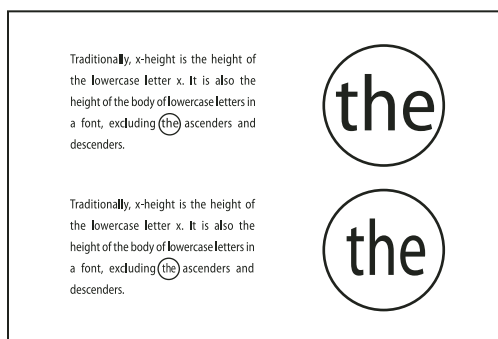 Traditionally, x-height is the height of
the lowercase letter x. It is also the
height of the body of lowercase letters in
a font, excluding the ascenders and
descenders.
the
Traditionally, x-height is the height of
the lowercase letter x. It is also the
height of the body of lowercase letters in
a font, excluding the ascenders and
descenders.
the